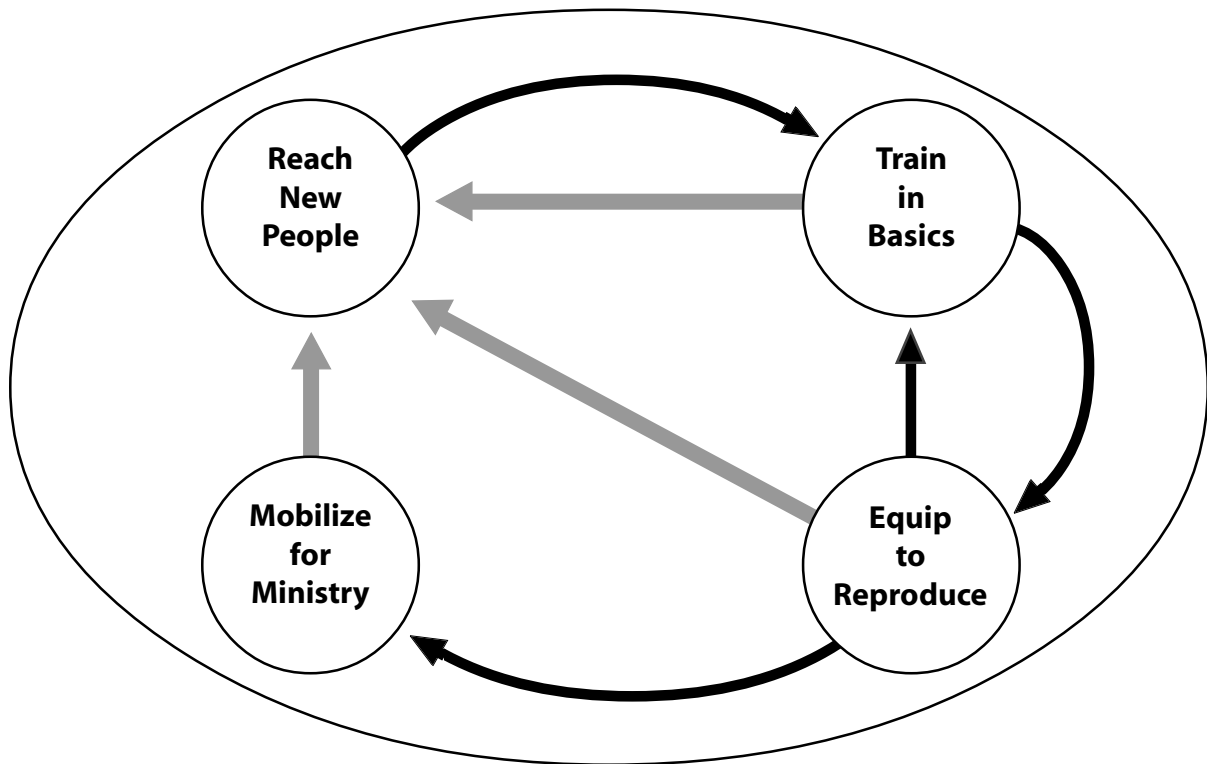 Reach
New
People
Train
in
Basics
Mobilize
for
Ministry
Equip
to
Reproduce